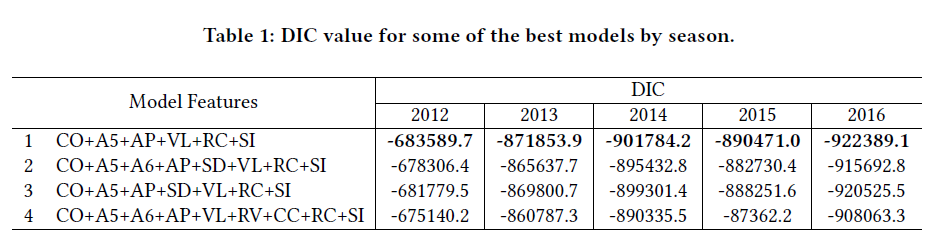 Table 1: DIC value for some of the best models by season.
Model Features DIC
2012 2013 2014 2015 2016
1 CO+A5+AP+VL+RC+SI -683589.7 -871853.9 -901784.2 -890471.0 -922389.1
2 CO+A5+A6+AP+SD+VL+RC+SI -678306.4 -865637.7 -895432.8 -882730.4 -915692.8
3 CO+A5+AP+SD+VL+RC+SI -681779.5 -869800.7 -899301.4 -888251.6 -920525.5
4 CO+A5+A6+AP+VL+RV+CC+RC+SI -675140.2 -860787.3 -890335.5 -87362.2 -908063.3